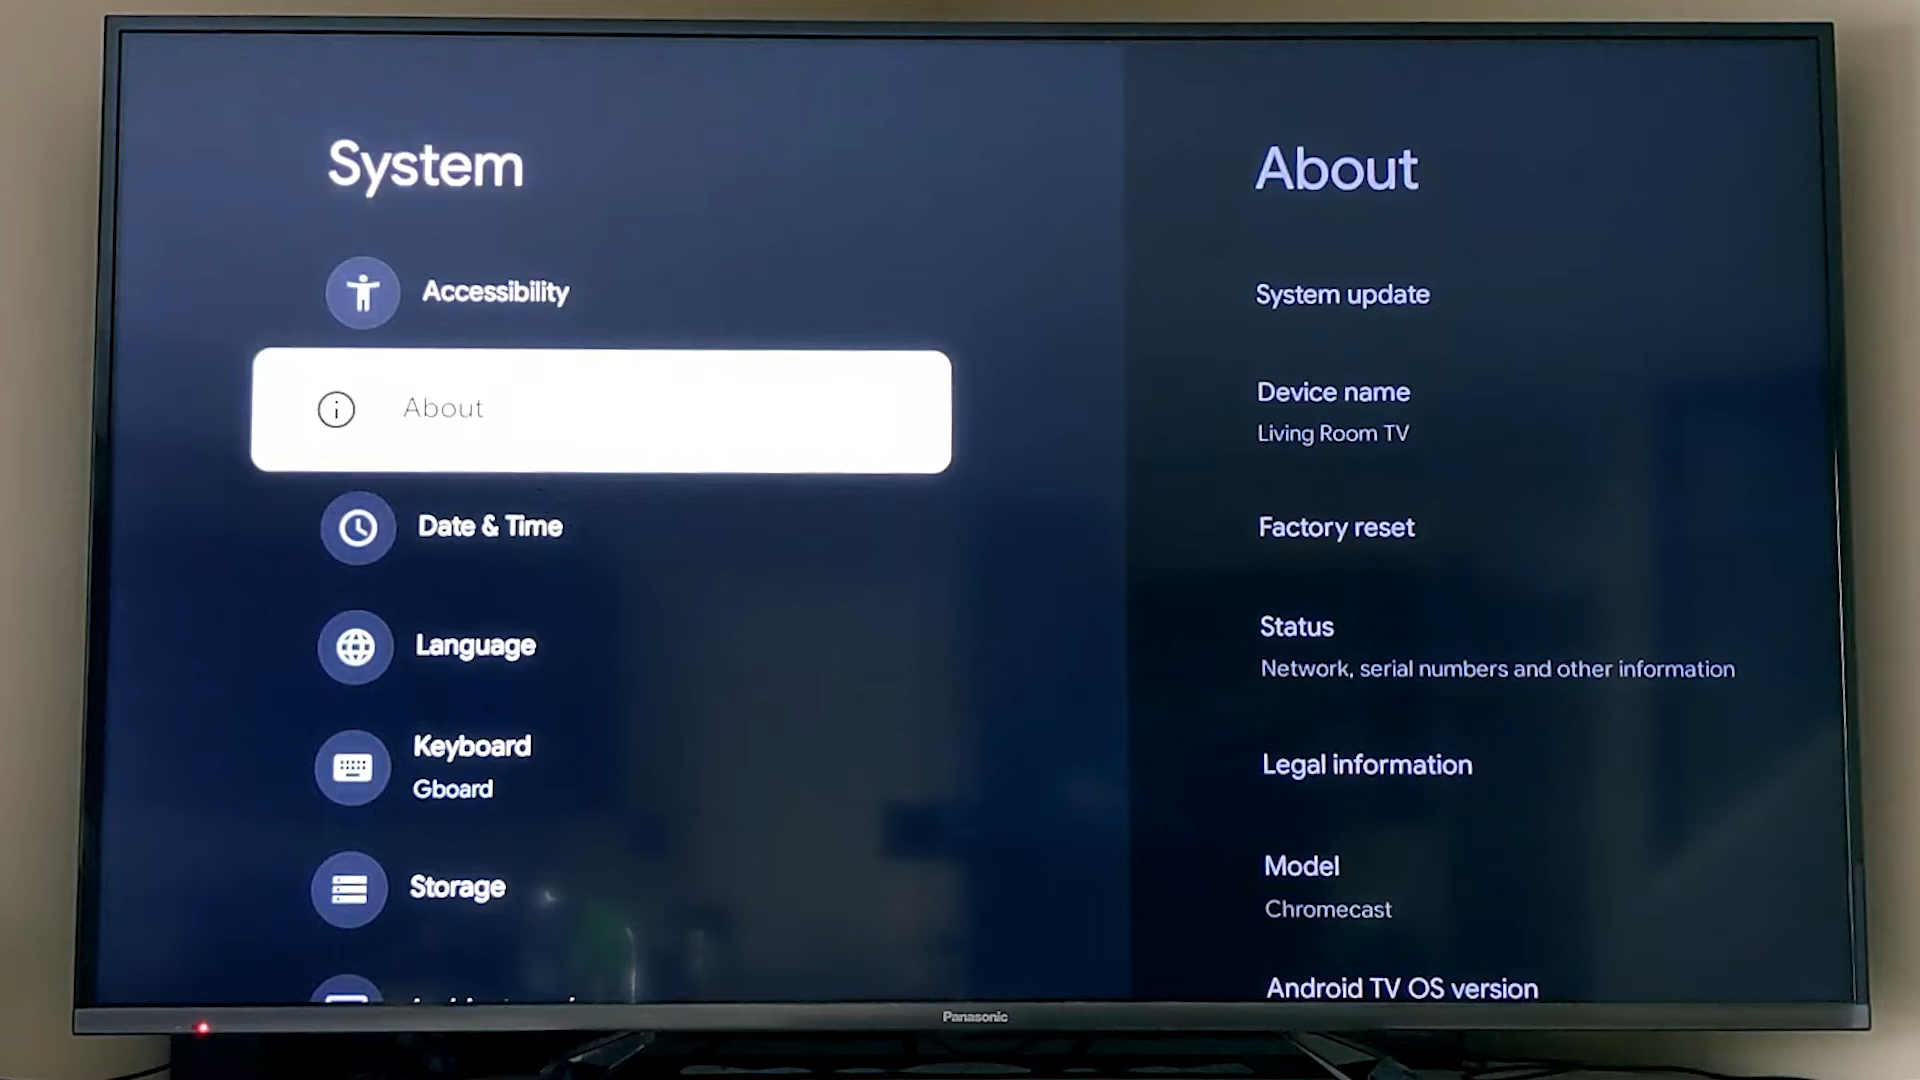 System
Accessibility
About
Date & Time
Language
Keyboard
Gboard
Storage
About
System update
Device name
Living Room TV
Factory reset
Status
Network, serial numbers and other information
Legal information
Model
Chromecast
Android TV OS version
Panasonic